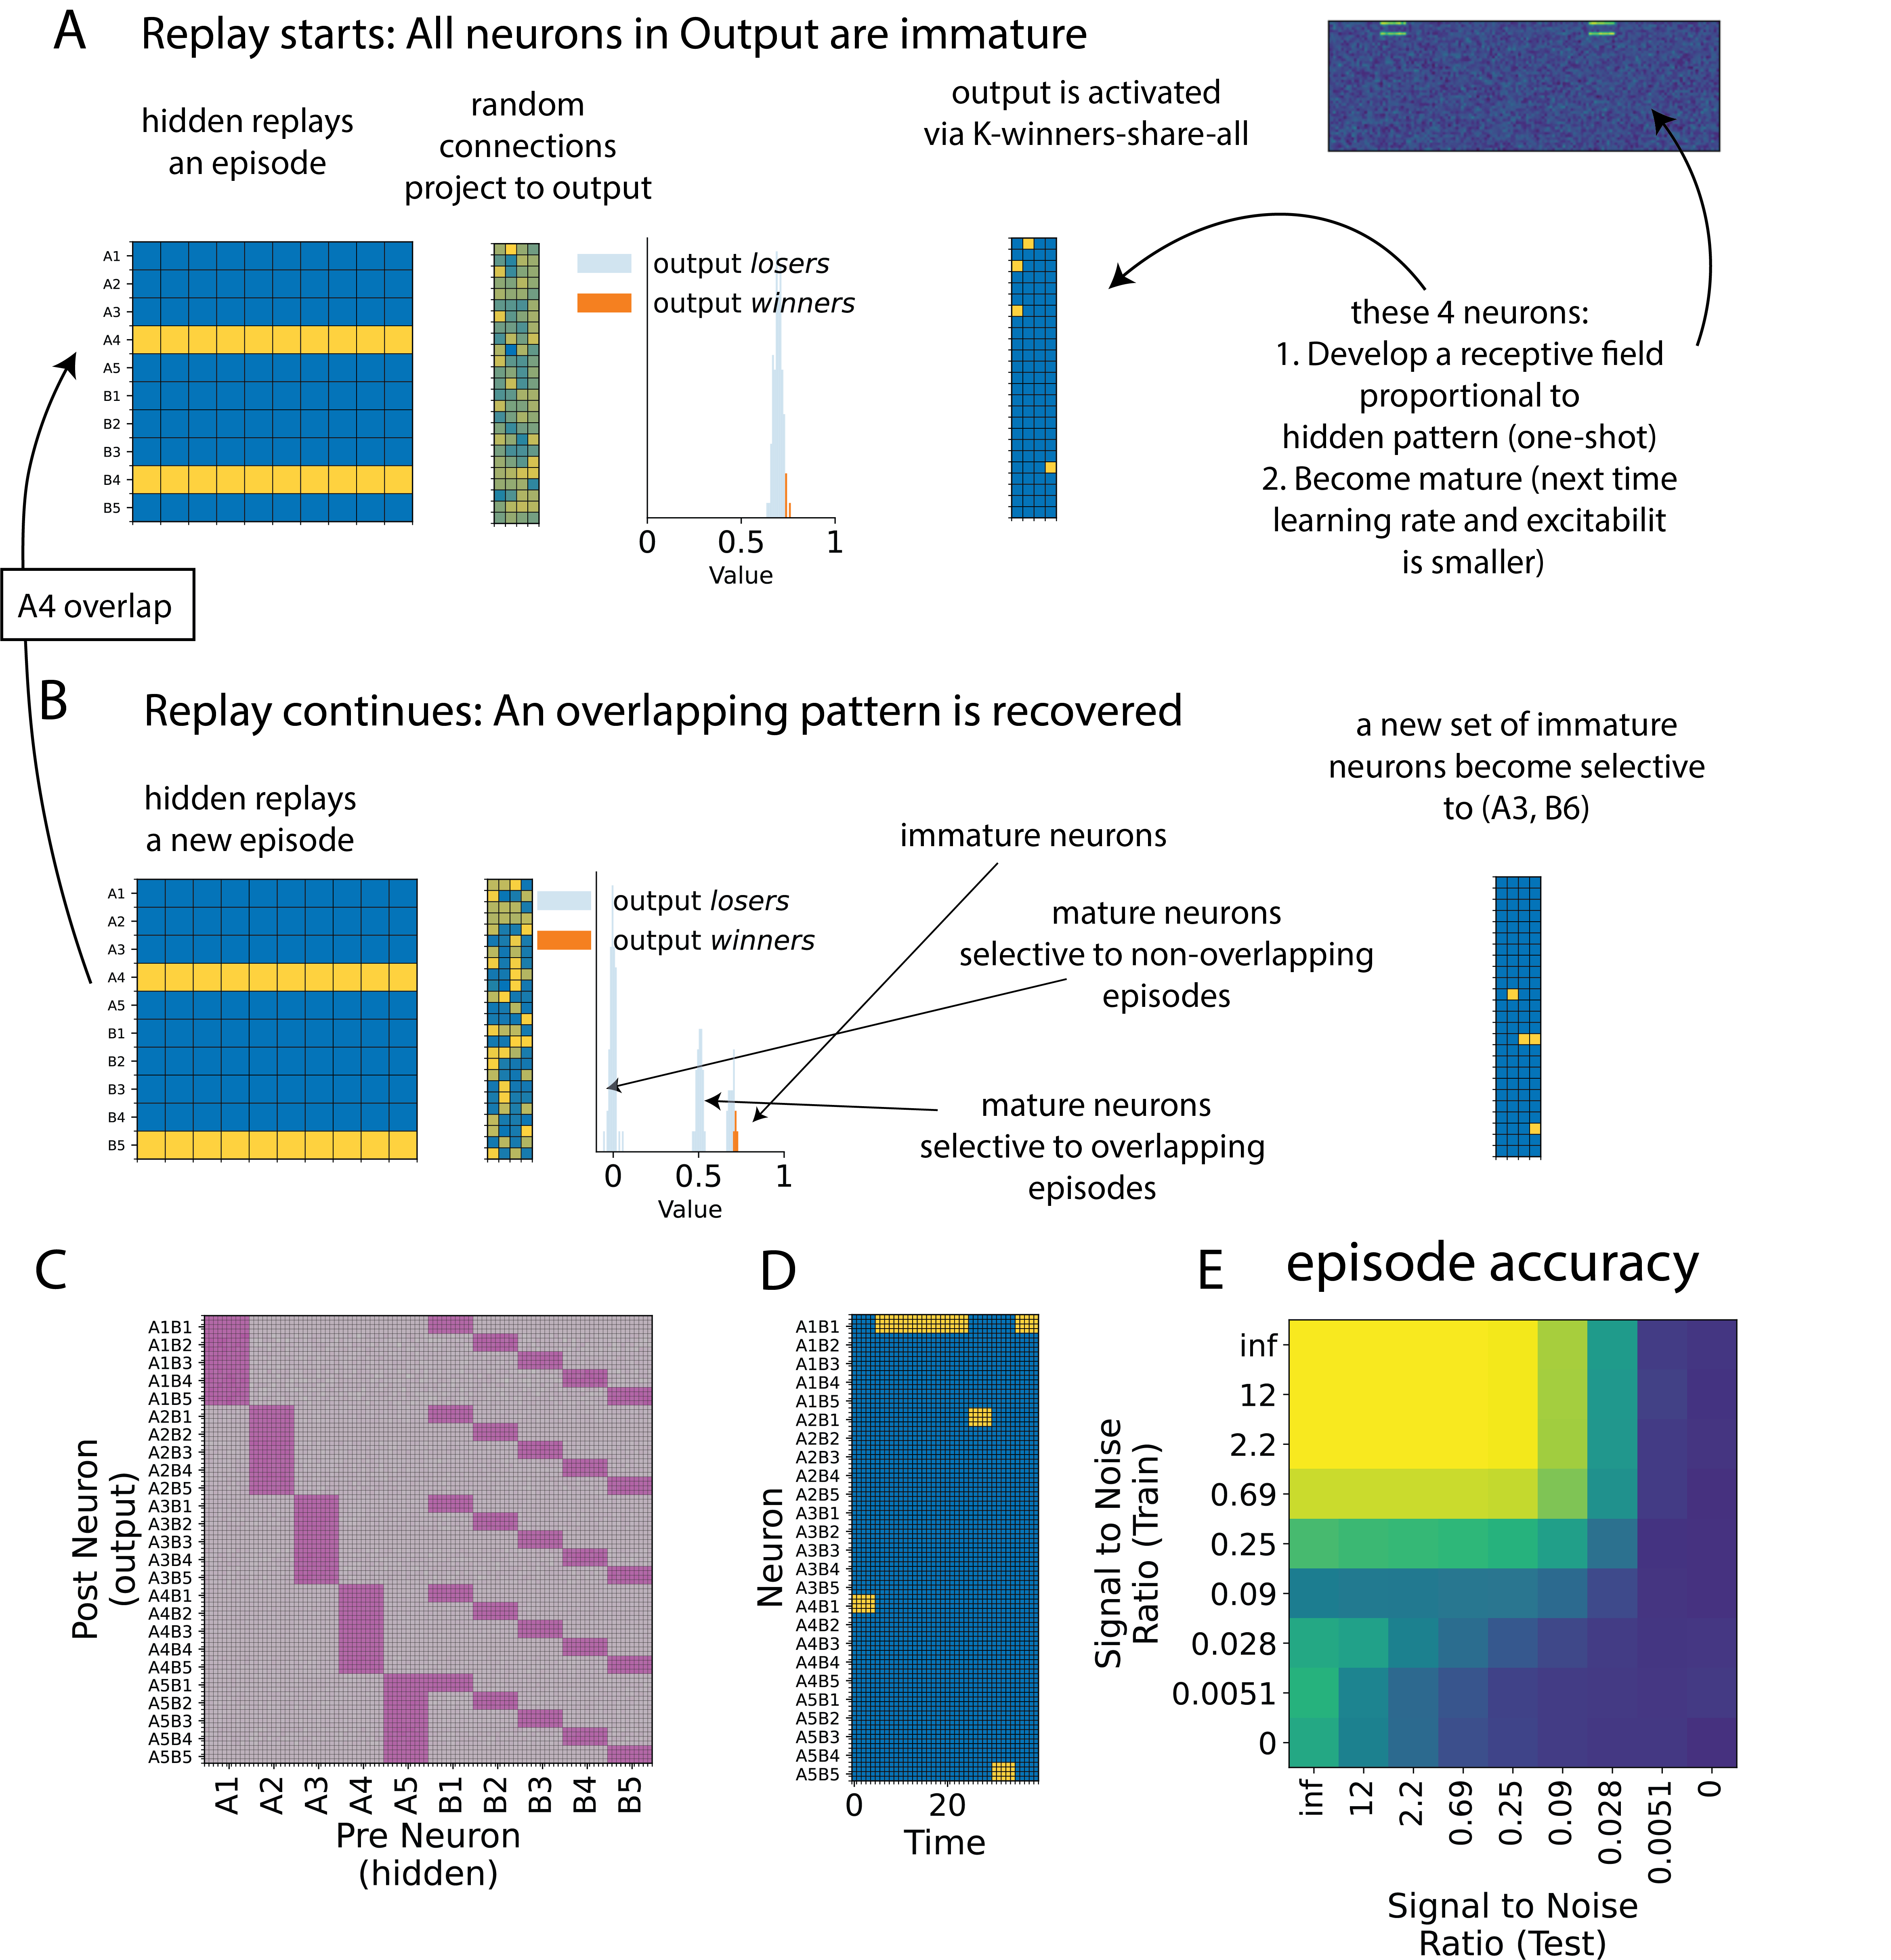 A
Replay starts: All neurons in Output are immature
hidden replays
an episode
random
connections
project to output
output is activated
via K-winners-share-all
A1
A2
A3
A4
A5
B1
B2
B3
B4
B5
output losers
output winners
0
0.5
1
Value
these 4 neurons:
1. Develop a receptive field
proportional to
hidden pattern (one-shot)
2. Become mature (next time
learning rate and excitabilit
is smaller)
A4 overlap
B
Replay continues: An overlapping pattern is recovered
hidden replays
a new episode
a new set of immature
neurons become selective
to (A3, B6)
A1
A2
A3
A4
A5
B1
B2
B3
B4
B5
output losers
output winners
0
0.5
1
Value
immature neurons
mature neurons
selective to non-overlapping
episodes
mature neurons
selective to overlapping
episodes
C
Post Neuron
(output)
A1B1
A1B2
A1B3
A1B4
A1B5
A2B1
A2B2
A2B3
A2B4
A2B5
A3B1
A3B2
A3B3
A3B4
A3B5
A4B1
A4B2
A4B3
A4B4
A4B5
A5B1
A5B2
A5B3
A5B4
A5B5
A1
A2
A3
A4
A5
B1
B2
B3
B4
B5
Pre Neuron
(hidden)
D
Neuron
A1B1
A1B2
A1B3
A1B4
A1B5
A2B1
A2B2
A2B3
A2B4
A2B5
A3B1
A3B2
A3B3
A3B4
A3B5
A4B1
A4B2
A4B3
A4B4
A4B5
A5B1
A5B2
A5B3
A5B4
A5B5
0
20
Time
E
episode accuracy
Signal to Noise
Ratio (Train)
inf
12
2.2
0.69
0.25
0.09
0.028
0.0051
0
inf
12
2.2
0.69
0.25
0.09
0.028
0.0051
0
Signal to Noise
Ratio (Test)